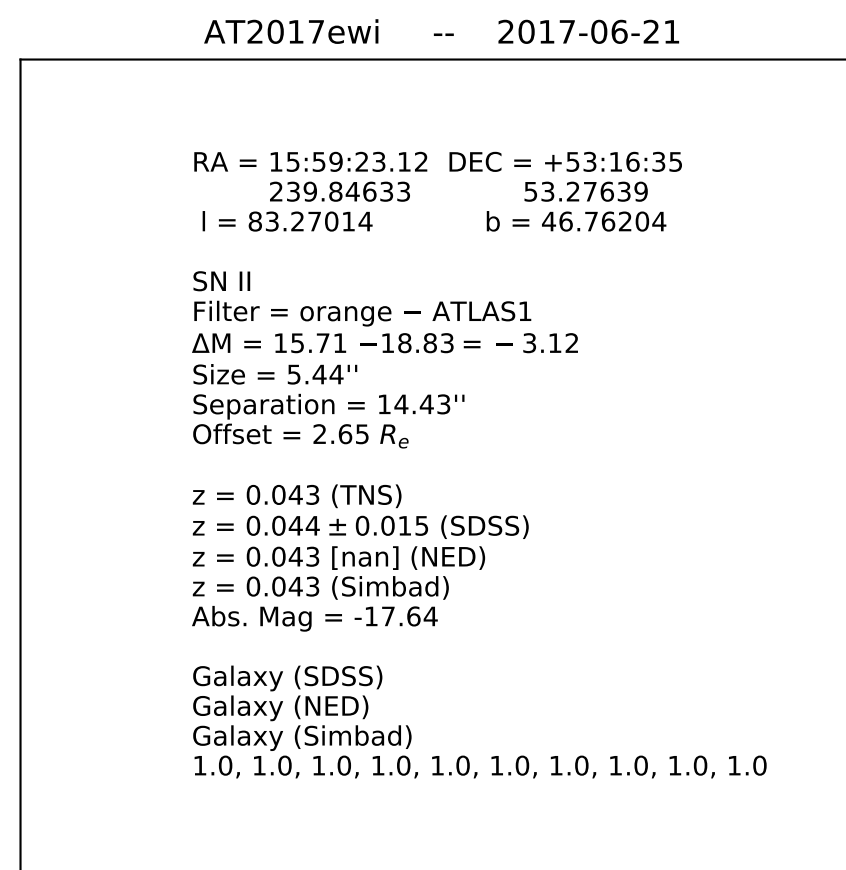 AT2017ewi -- 2017-06-21
RA = 15:59:23.12 DEC = +53:16:35
239.84633 53.27639
l = 83.27014 b = 46.76204
SN II
Filter = orange − ATLAS1
ΔM = 15.71 −18.83 = − 3.12
Size = 5.44''
Separation = 14.43''
Offset = 2.65 Rₑ
z = 0.043 (TNS)
z = 0.044 ± 0.015 (SDSS)
z = 0.043 [nan] (NED)
z = 0.043 (Simbad)
Abs. Mag = -17.64
Galaxy (SDSS)
Galaxy (NED)
Galaxy (Simbad)
1.0, 1.0, 1.0, 1.0, 1.0, 1.0, 1.0, 1.0, 1.0, 1.0